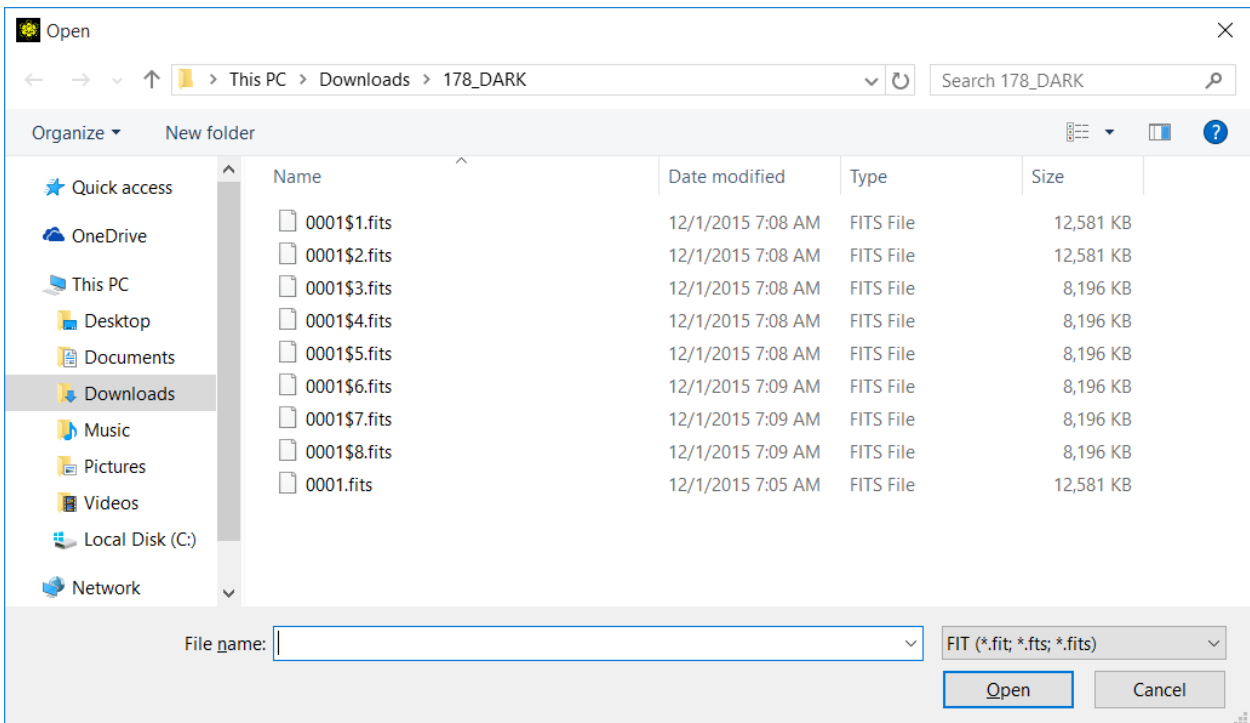 Open
This PC > Downloads > 178_DARK Search 178_DARK
Organize New folder ?
Quick access
OneDrive
This PC
Desktop
Documents
Downloads
Music
Pictures
Videos
Local Disk (C:)
Network
Name Date modified Type Size
0001$1.fits 12/1/2015 7:08 AM FITS File 12,581 KB
0001$2.fits 12/1/2015 7:08 AM FITS File 12,581 KB
0001$3.fits 12/1/2015 7:08 AM FITS File 8,196 KB
0001$4.fits 12/1/2015 7:08 AM FITS File 8,196 KB
0001$5.fits 12/1/2015 7:08 AM FITS File 8,196 KB
0001$6.fits 12/1/2015 7:09 AM FITS File 8,196 KB
0001$7.fits 12/1/2015 7:09 AM FITS File 8,196 KB
0001$8.fits 12/1/2015 7:09 AM FITS File 8,196 KB
0001.fits 12/1/2015 7:05 AM FITS File 12,581 KB
File name: FIT (*.fit; *.fts; *.fits)
Open Cancel